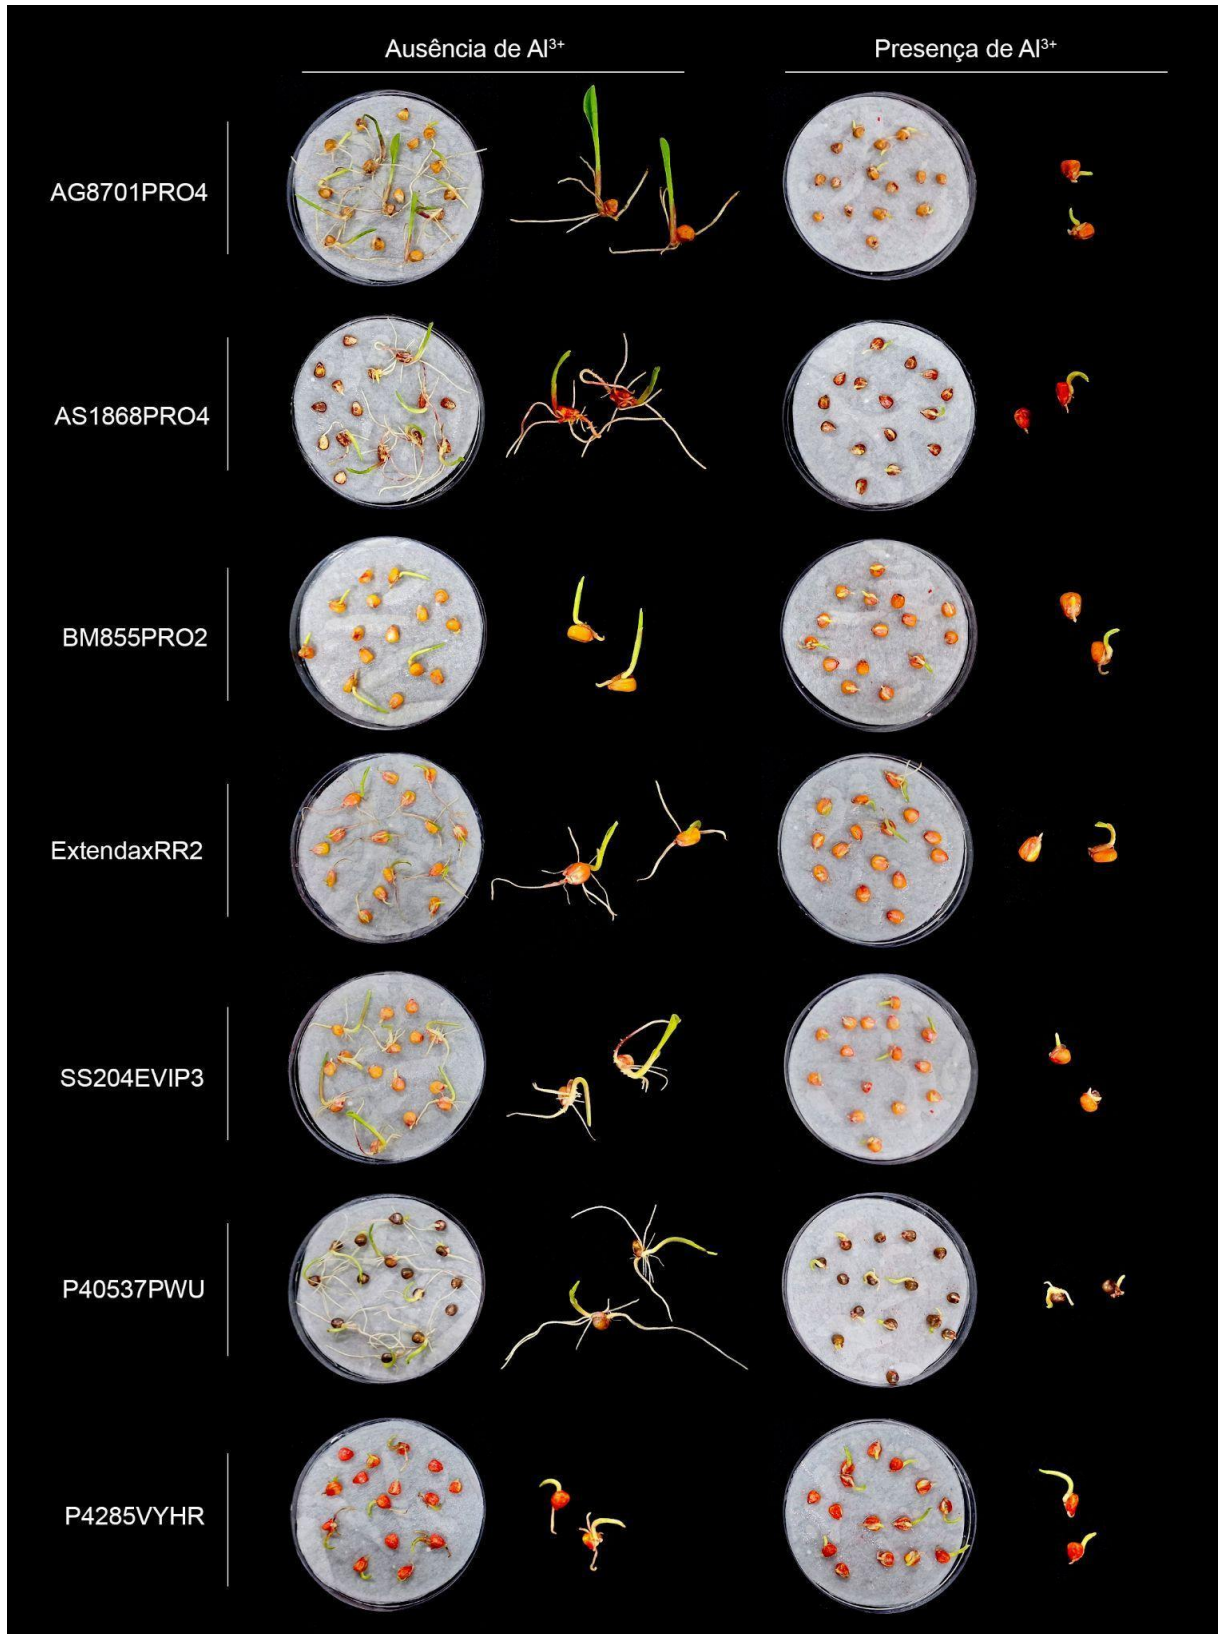 Ausência de Al³⁺
Presença de Al³⁺
AG8701PRO4
AS1868PRO4
BM855PRO2
ExtendaxRR2
SS204EVIP3
P40537PWU
P4285VYHR